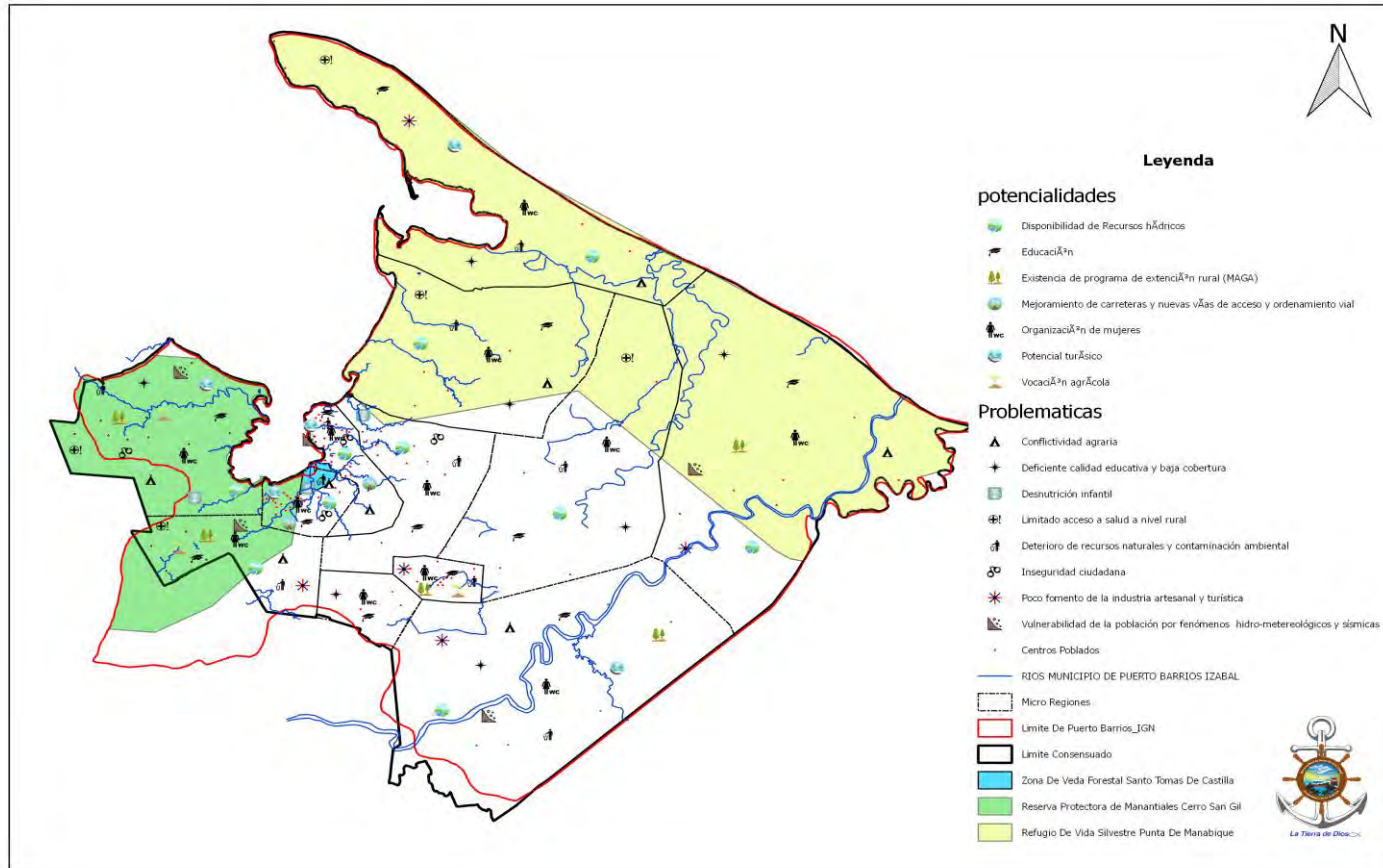 N
Leyenda
potencialidades
Disponibilidad de Recursos hÃdricos
EducaciÃ³n
Existencia de programa de extenciÃ³n rural (MAGA)
Mejoramiento de carreteras y nuevas vÃas de acceso y ordenamiento vial
OrganizaciÃ³n de mujeres
Potencial turÃsico
VocaciÃ³n agrÃcola
Problematicas
Conflictividad agraria
Deficiente calidad educativa y baja cobertura
Desnutrición infantil
Limitado acceso a salud a nivel rural
Deterioro de recursos naturales y contaminación ambiental
Inseguridad ciudadana
Poco fomento de la industria artesanal y turística
Vulnerabilidad de la población por fenómenos hidro-metereológicos y sísmicas
Centros Poblados
RIOS MUNICIPIO DE PUERTO BARRIOS IZABAL
Micro Regiones
Limite De Puerto Barrios_IGN
Limite Consensuado
Zona De Veda Forestal Santo Tomas De Castilla
Reserva Protectora de Manantiales Cerro San Gil
Refugio De Vida Silvestre Punta De Manabique
La Tierra de Dios